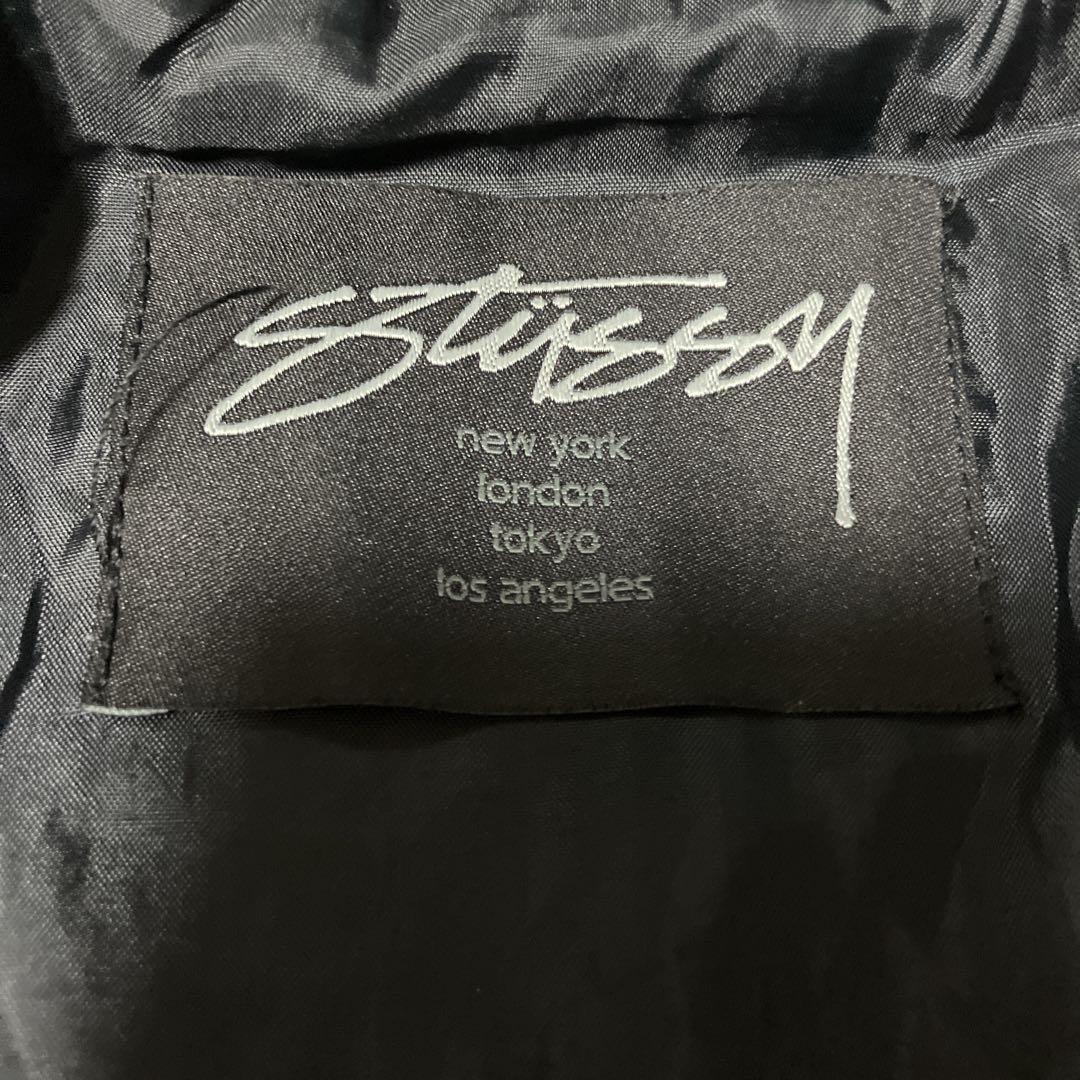 stüssy
new york
london
tokyo
los angeles